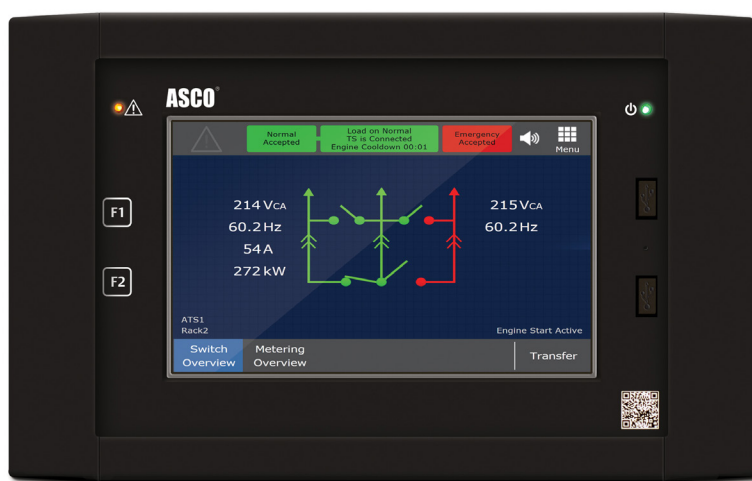 ASCO®
Normal
Accepted
Load on Normal
TS is Connected
Engine Cooldown 00:01
Emergency
Accepted
Menu
F1
F2
214 VCA
60.2 Hz
54 A
272 kW
215 VCA
60.2 Hz
ATS1
Rack2
Engine Start Active
Switch
Overview
Metering
Overview
Transfer